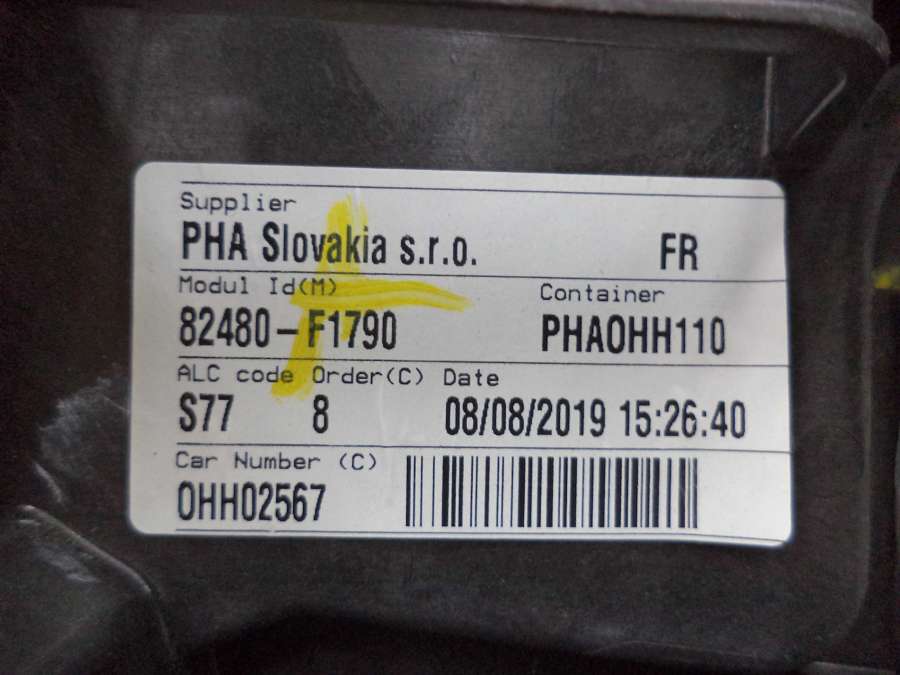 Supplier
PHA Slovakia s.r.o. FR
Modul Id(M) Container
82480-F1790 PHAOHH110
ALC code Order(C) Date
S77 8 08/08/2019 15:26:40
Car Number (C)
OHH02567